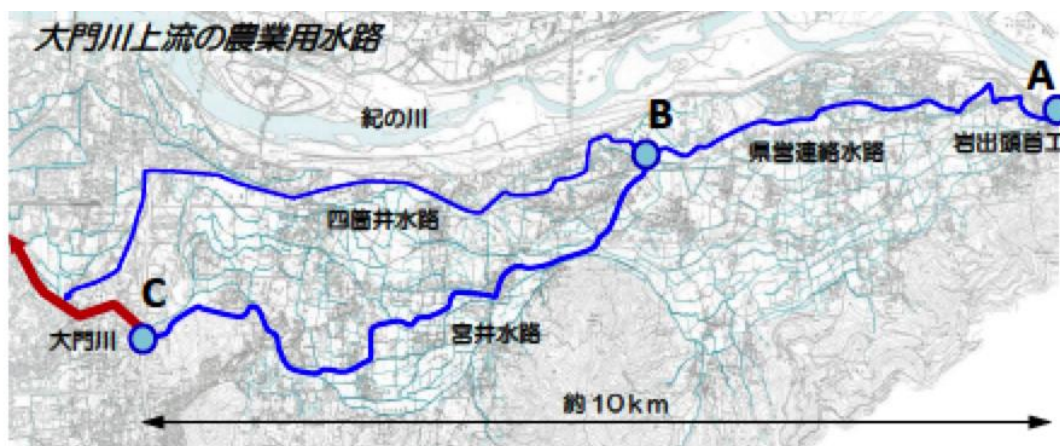 大門川上流の農業用水路
A
B
紀の川
県営連絡水路
岩出頭首工
四箇井水路
C
大門川
宮井水路
約10km